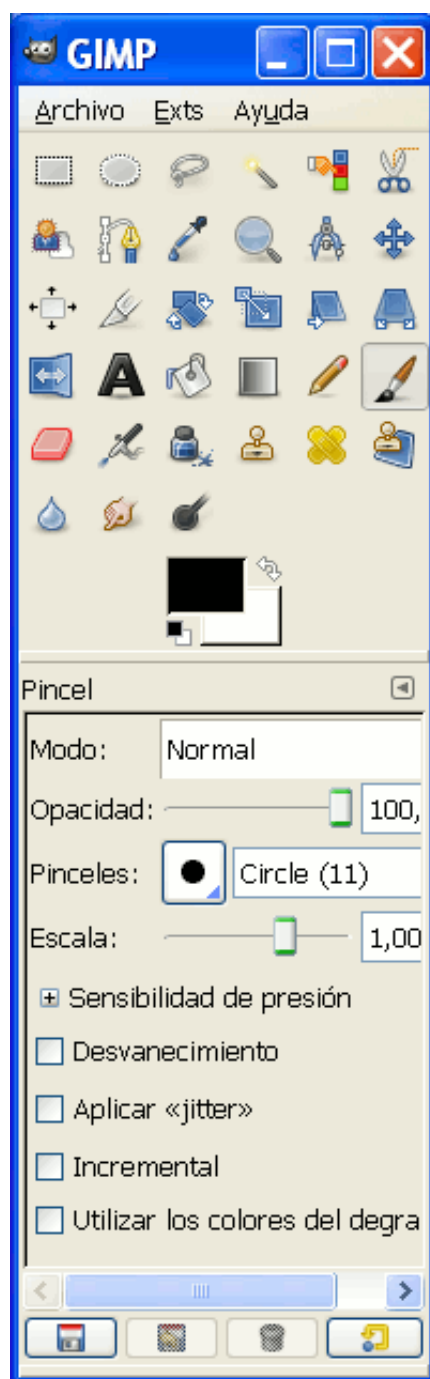 GIMP
Archivo Exts Ayuda
Pincel
Modo: Normal
Opacidad: 100,
Pinceles: Circle (11)
Escala: 1,00
Sensibilidad de presión
Desvanecimiento
Aplicar «jitter»
Incremental
Utilizar los colores del degra